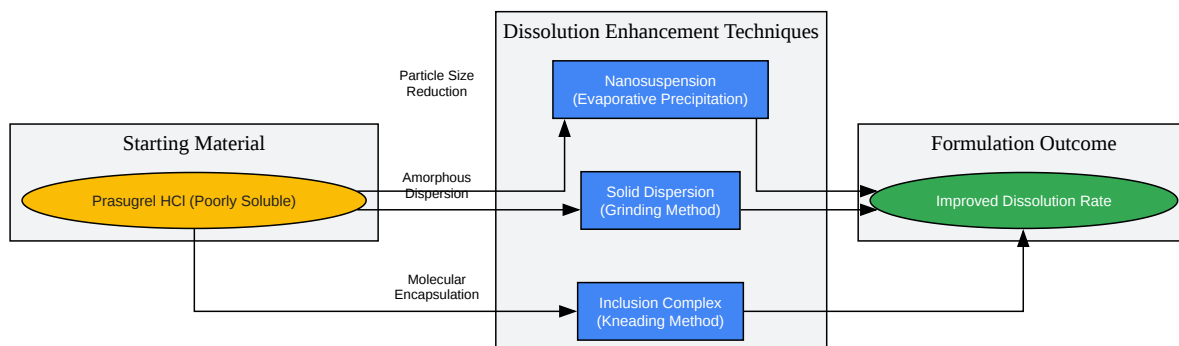 Dissolution Enhancement Techniques
Particle Size
Reduction
Nanosuspension
(Evaporative Precipitation)
Starting Material
Formulation Outcome
Amorphous
Dispersion
Prasugrel HCl (Poorly Soluble)
Solid Dispersion
(Grinding Method)
Improved Dissolution Rate
Molecular
Encapsulation
Inclusion Complex
(Kneading Method)